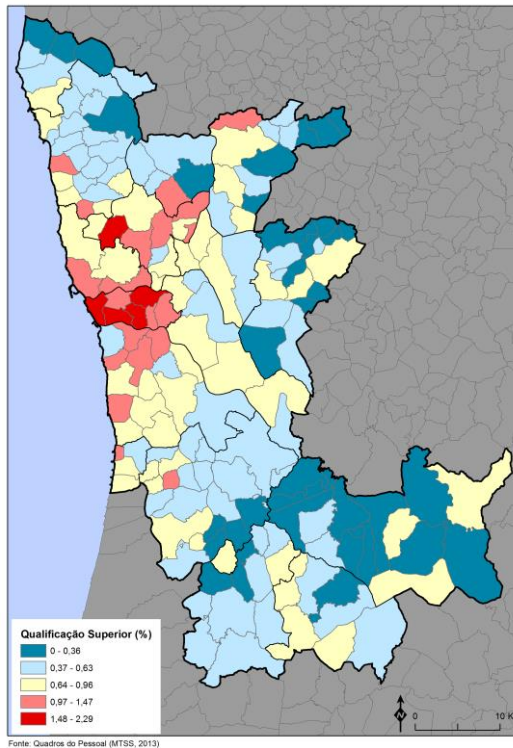 Qualificação Superior (%)
0 - 0,36
0,37 - 0,63
0,64 - 0,96
0,97 - 1,47
1,48 - 2,29
N
0 10 K
Fonte: Quadros do Pessoal (MTSS, 2013)